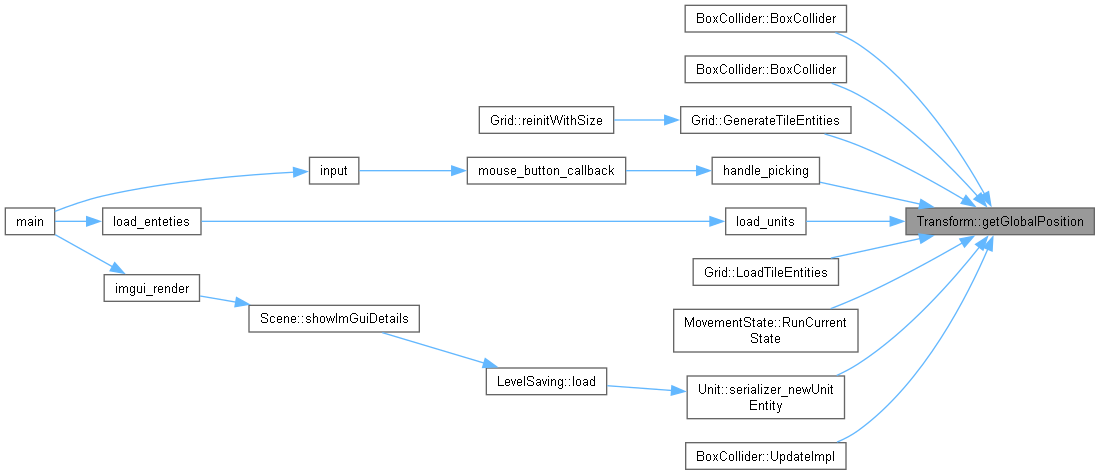 BoxCollider::BoxCollider
BoxCollider::BoxCollider
Grid::reinitWithSize
Grid::GenerateTileEntities
input
mouse_button_callback
handle_picking
main
load_enteties
load_units
Transform::getGlobalPosition
Grid::LoadTileEntities
imgui_render
Scene::showImGuiDetails
MovementState::RunCurrent
State
LevelSaving::load
Unit::serializer_newUnit
Entity
BoxCollider::UpdateImpl